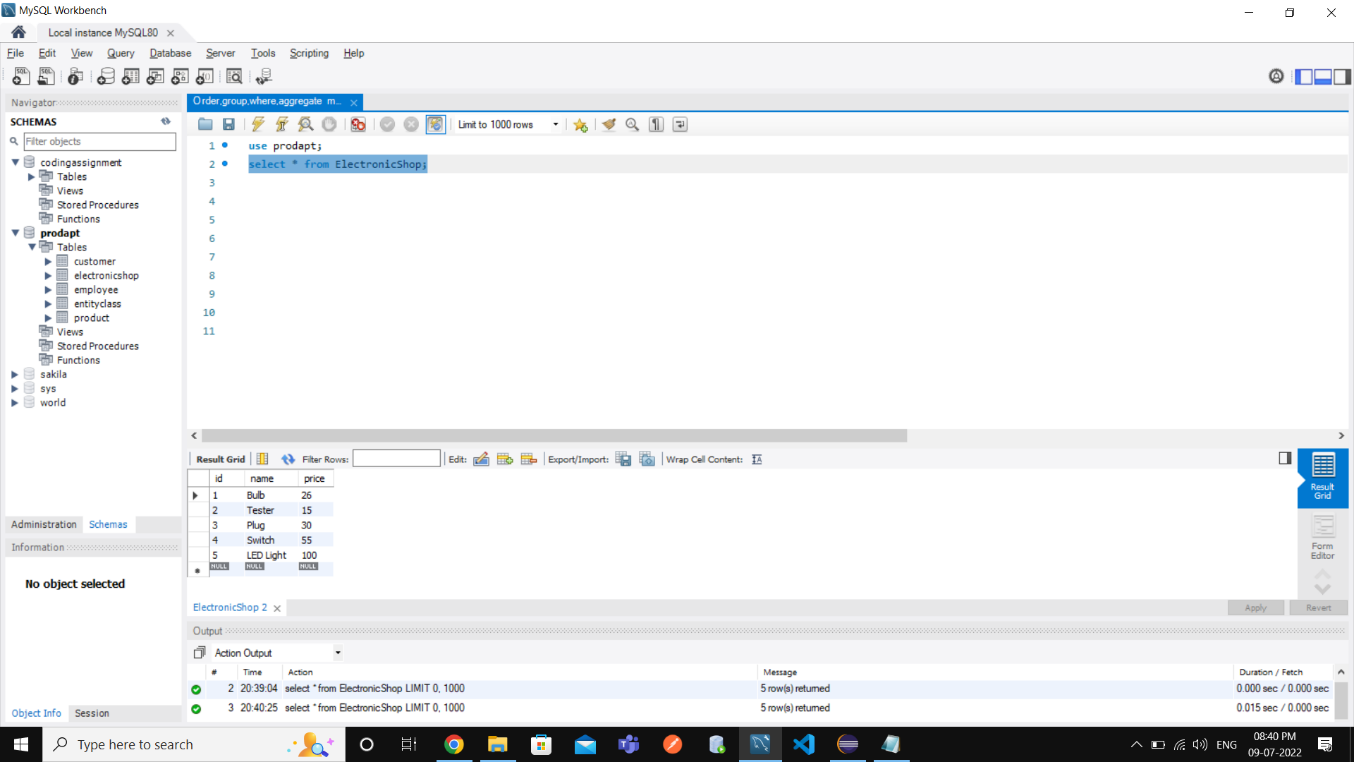 MySQL Workbench
Local instance MySQL80
File Edit View Query Database Server Tools Scripting Help
Navigator
SCHEMAS
Filter objects
codingassignment
Tables
Views
Stored Procedures
Functions
prodapt
Tables
customer
electronicshop
employee
entityclass
product
Views
Stored Procedures
Functions
sakila
sys
world
Administration Schemas
Information
No object selected
Object Info Session
Order,group,where,aggregate m...
Limit to 1000 rows
1 use prodapt;
2 select * from ElectronicShop;
3
4
5
6
7
8
9
10
11
Result Grid Filter Rows: Edit: Export/Import: Wrap Cell Content:
id name price
1 Bulb 26
2 Tester 15
3 Plug 30
4 Switch 55
5 LED Light 100
NULL NULL NULL
Result
Grid
Form
Editor
ElectronicShop 2
Apply Revert
Output
Action Output
# Time Action Message Duration / Fetch
2 20:39:04 select * from ElectronicShop LIMIT 0, 1000 5 row(s) returned 0.000 sec / 0.000 sec
3 20:40:25 select * from ElectronicShop LIMIT 0, 1000 5 row(s) returned 0.015 sec / 0.000 sec
Type here to search
ENG
08:40 PM
09-07-2022